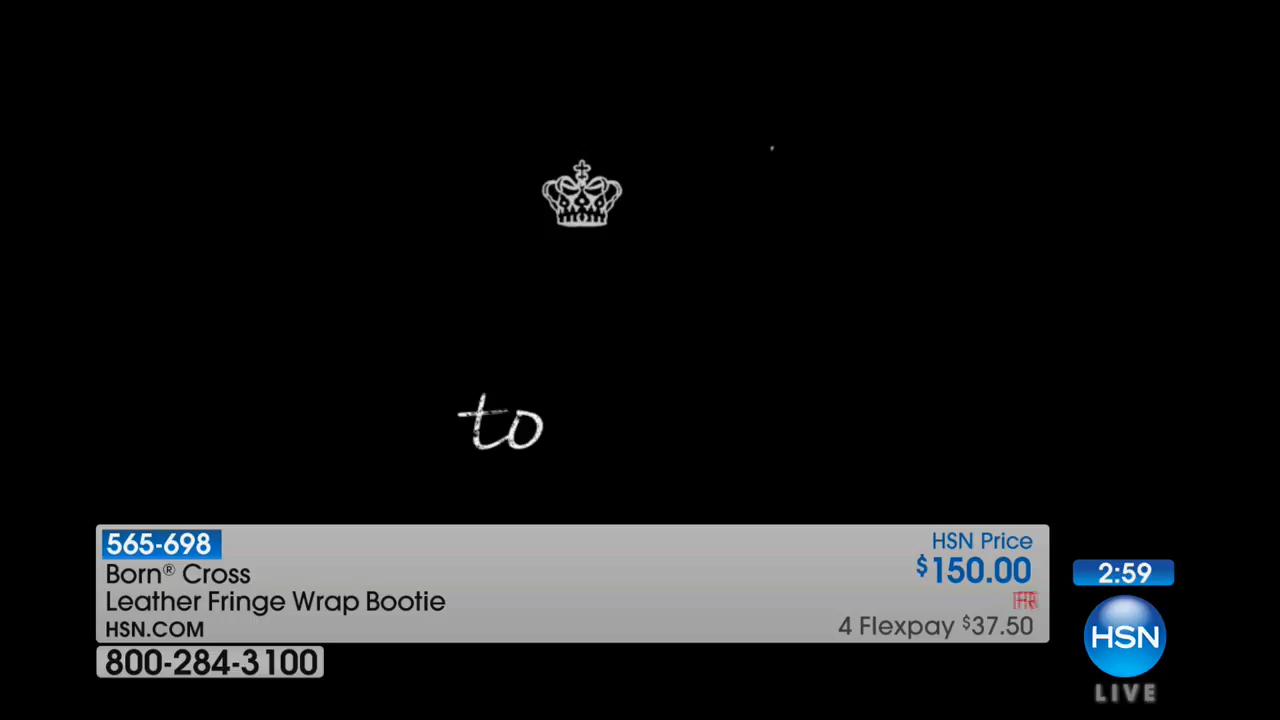 to
565-698
Born® Cross
Leather Fringe Wrap Bootie
HSN.COM
800-284-3100
HSN Price
$150.00
4 Flexpay $37.50
2:59
HSN
LIVE